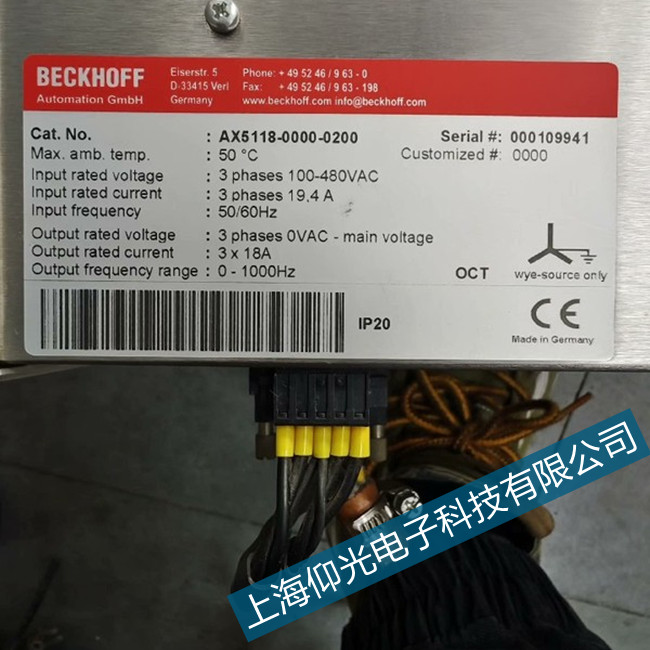 BECKHOFF
Automation GmbH
Eiserstr. 5
D-33415 Verl
Germany
Phone: + 49 52 46 / 9 63 - 0
Fax: + 49 52 46 / 9 63 - 198
www.beckhoff.com info@beckhoff.com
Cat. No. : AX5118-0000-0200 Serial #: 000109941
Max. amb. temp. : 50 °C Customized #: 0000
Input rated voltage : 3 phases 100-480VAC
Input rated current : 3 phases 19,4 A
Input frequency : 50/60Hz
Output rated voltage : 3 phases 0VAC - main voltage
Output rated current : 3 x 18A
Output frequency range : 0 - 1000Hz
OCT
wye-source only
IP20
CE
Made in Germany
上海仰光电子科技有限公司